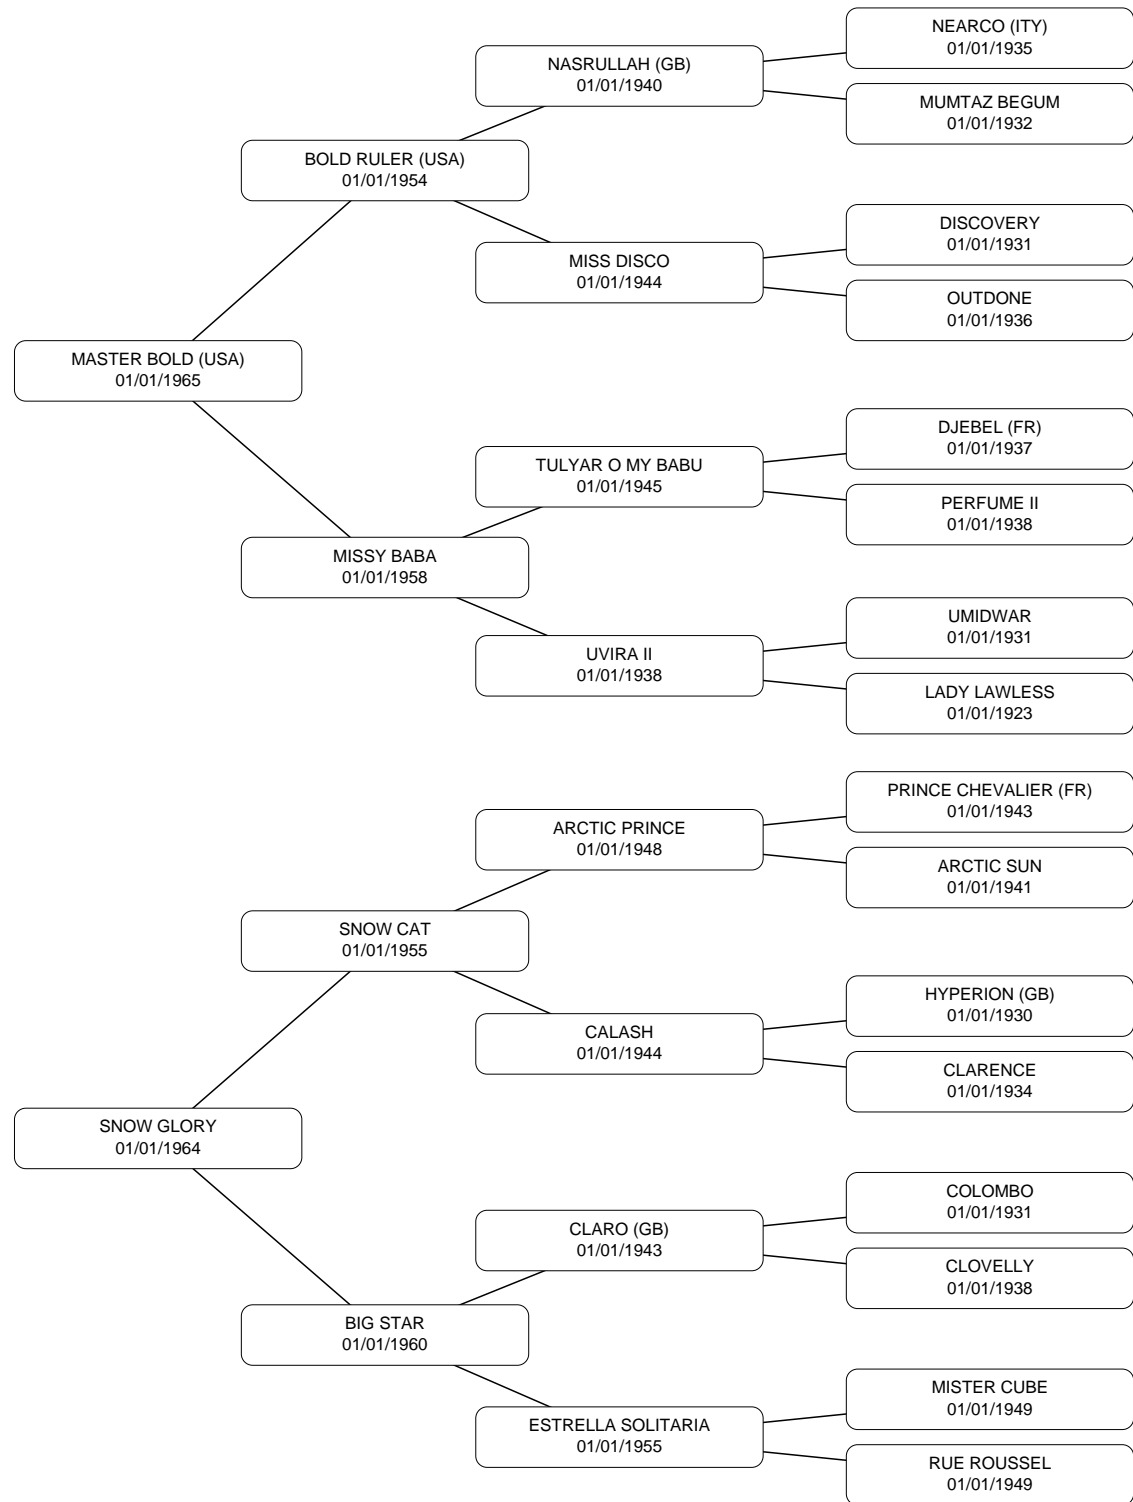 NEARCO (ITY)
01/01/1935
NASRULLAH (GB)
01/01/1940
MUMTAZ BEGUM
01/01/1932
BOLD RULER (USA)
01/01/1954
DISCOVERY
01/01/1931
MISS DISCO
01/01/1944
OUTDONE
01/01/1936
MASTER BOLD (USA)
01/01/1965
DJEBEL (FR)
01/01/1937
TULYAR O MY BABU
01/01/1945
PERFUME II
01/01/1938
MISSY BABA
01/01/1958
UMIDWAR
01/01/1931
UVIRA II
01/01/1938
LADY LAWLESS
01/01/1923
PRINCE CHEVALIER (FR)
01/01/1943
ARCTIC PRINCE
01/01/1948
ARCTIC SUN
01/01/1941
SNOW CAT
01/01/1955
HYPERION (GB)
01/01/1930
CALASH
01/01/1944
CLARENCE
01/01/1934
SNOW GLORY
01/01/1964
COLOMBO
01/01/1931
CLARO (GB)
01/01/1943
CLOVELLY
01/01/1938
BIG STAR
01/01/1960
MISTER CUBE
01/01/1949
ESTRELLA SOLITARIA
01/01/1955
RUE ROUSSEL
01/01/1949